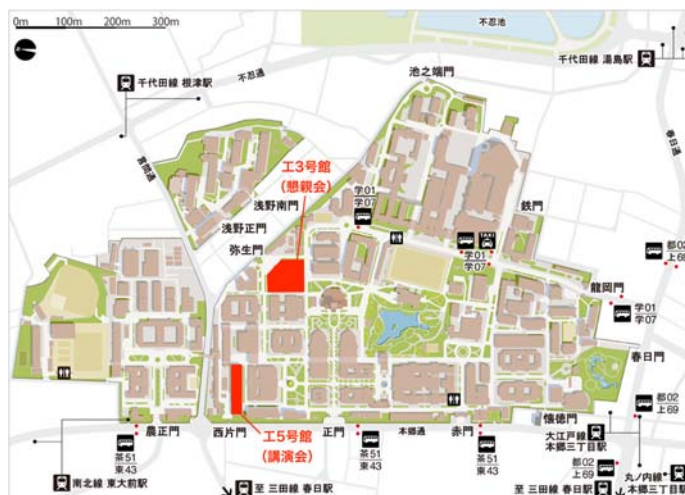 0m 100m 200m 300m
不忍池
千代田線 湯島駅
不忍通
千代田線 根津駅
池之端門
春日通
言問通
工3号館
(懇親会)
学01
学07
浅野南門
浅野正門
鉄門
弥生門
TAXI
学01
学07
都02
上69
龍岡門
学01
学07
春日門
都02
上69
懐徳門
農正門
西片門
工5号館
(講演会)
正門
本郷通
赤門
大江戸線
本郷三丁目駅
茶51
東43
茶51
東43
茶51
東43
都02
上69
丸ノ内線
本郷三丁目駅
南北線 東大前駅
至 三田線 春日駅
至 三田線 春日駅